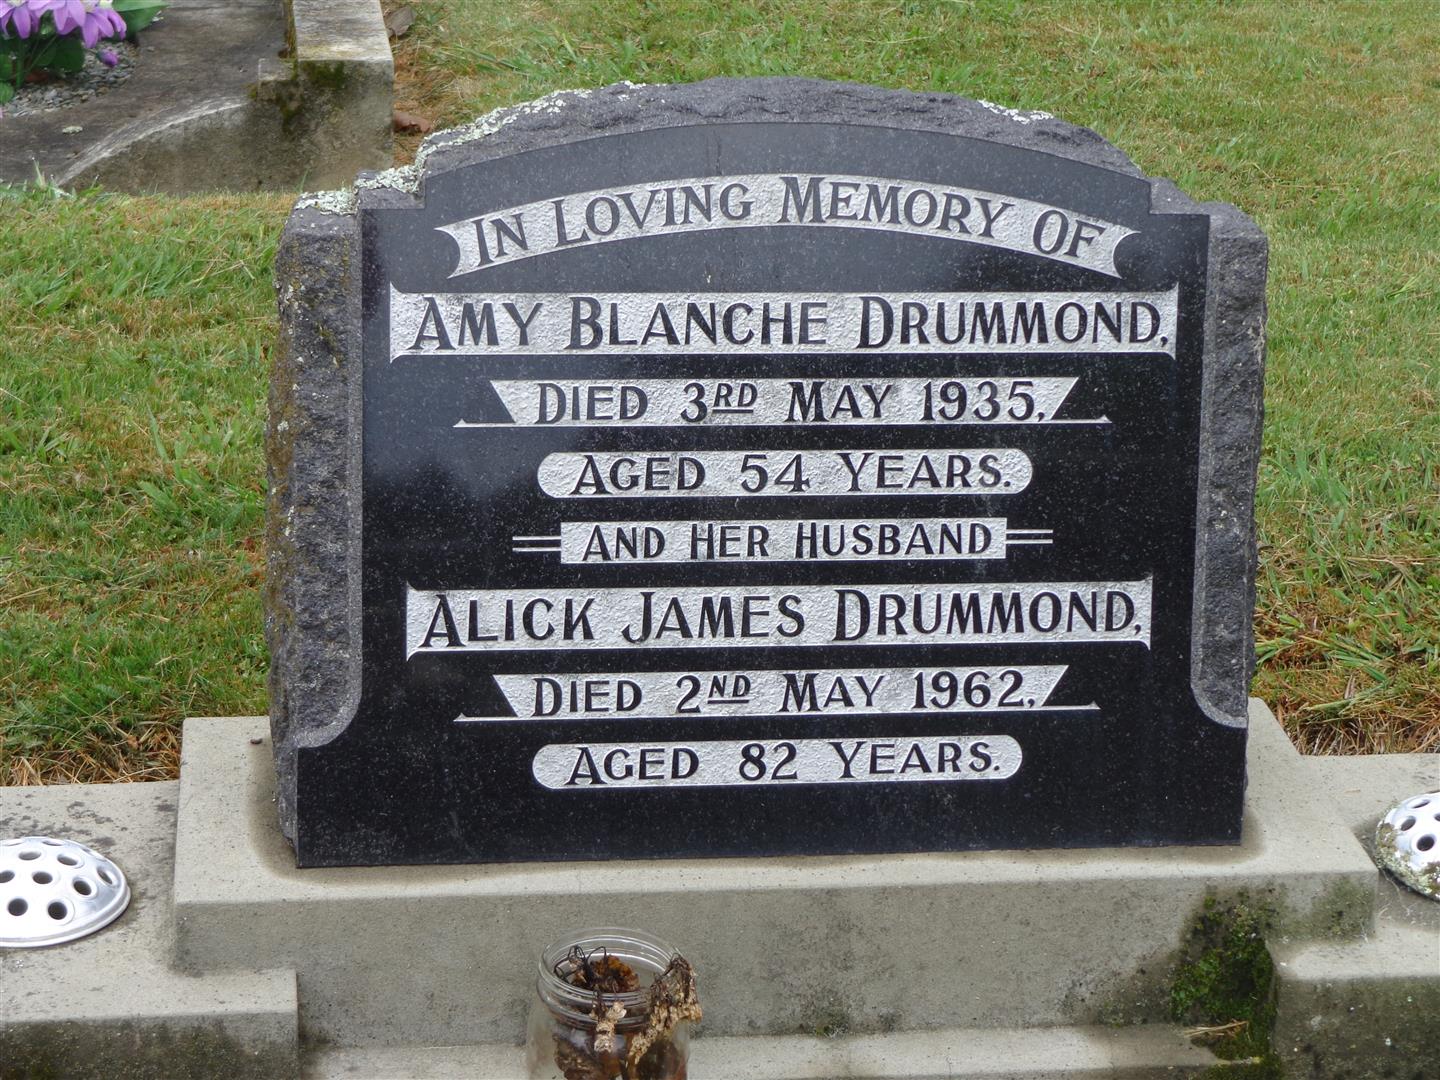 IN LOVING MEMORY OF
AMY BLANCHE DRUMMOND,
DIED 3RD MAY 1935,
AGED 54 YEARS.
AND HER HUSBAND
ALICK JAMES DRUMMOND,
DIED 2ND MAY 1962,
AGED 82 YEARS.